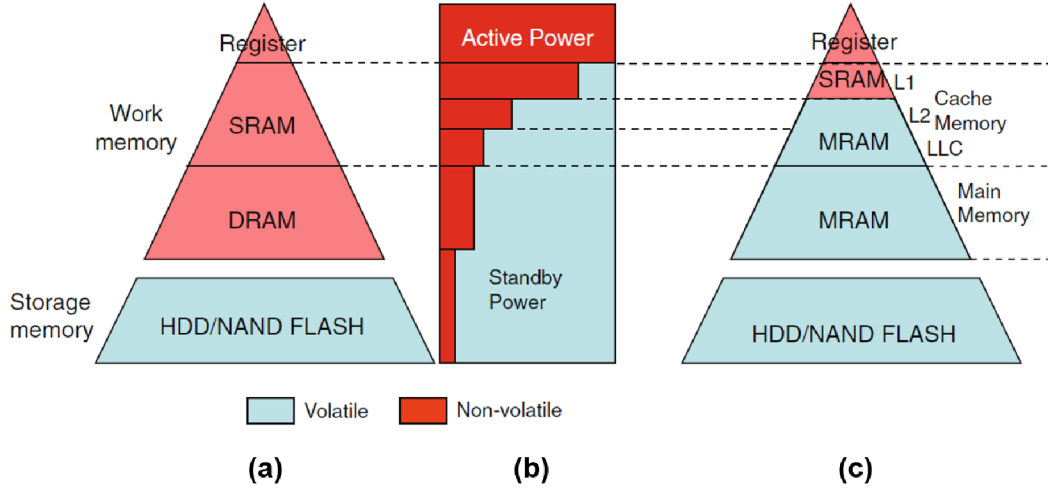 Register
Work
memory
SRAM
DRAM
Storage
memory
HDD/NAND FLASH
Active Power
Standby
Power
Register
SRAM
L1
L2
Cache
Memory
MRAM
LLC
MRAM
Main
Memory
HDD/NAND FLASH
Volatile
Non-volatile
(a)
(b)
(c)